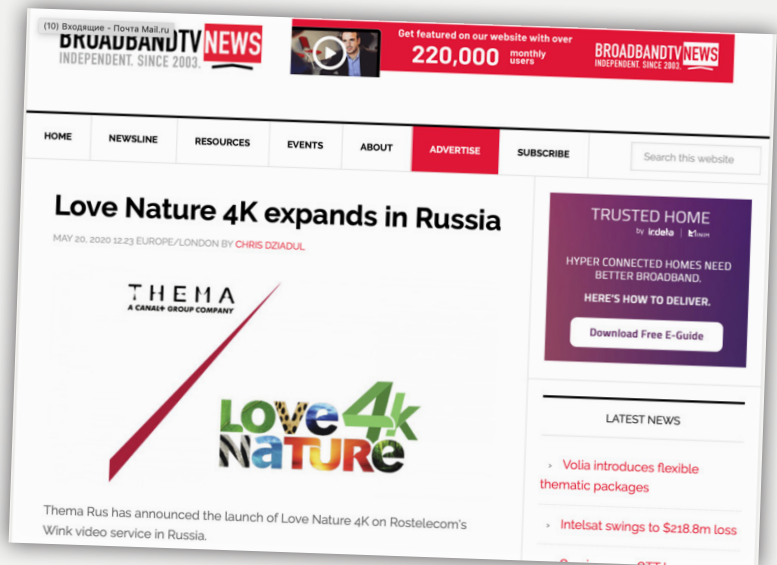 (10) Входящие - Почта Mail.ru
BROADBANDTV NEWS
INDEPENDENT. SINCE 2003.
Get featured on our website with over
220,000 monthly users
BROADBANDTV NEWS
INDEPENDENT. SINCE 2003.
HOME NEWSLINE RESOURCES EVENTS ABOUT ADVERTISE SUBSCRIBE Search this website
Love Nature 4K expands in Russia
MAY 20, 2020 12.23 EUROPE/LONDON BY CHRIS DZIADUL
THEMA
A CANAL+ GROUP COMPANY
LOVE 4K
NATURE
Thema Rus has announced the launch of Love Nature 4K on Rostelecom's
Wink video service in Russia.
TRUSTED HOME
by irdeta
HYPER CONNECTED HOMES NEED
BETTER BROADBAND.
HERE'S HOW TO DELIVER.
Download Free E-Guide
LATEST NEWS
› Volia introduces flexible
thematic packages
› Intelsat swings to $218.8m loss